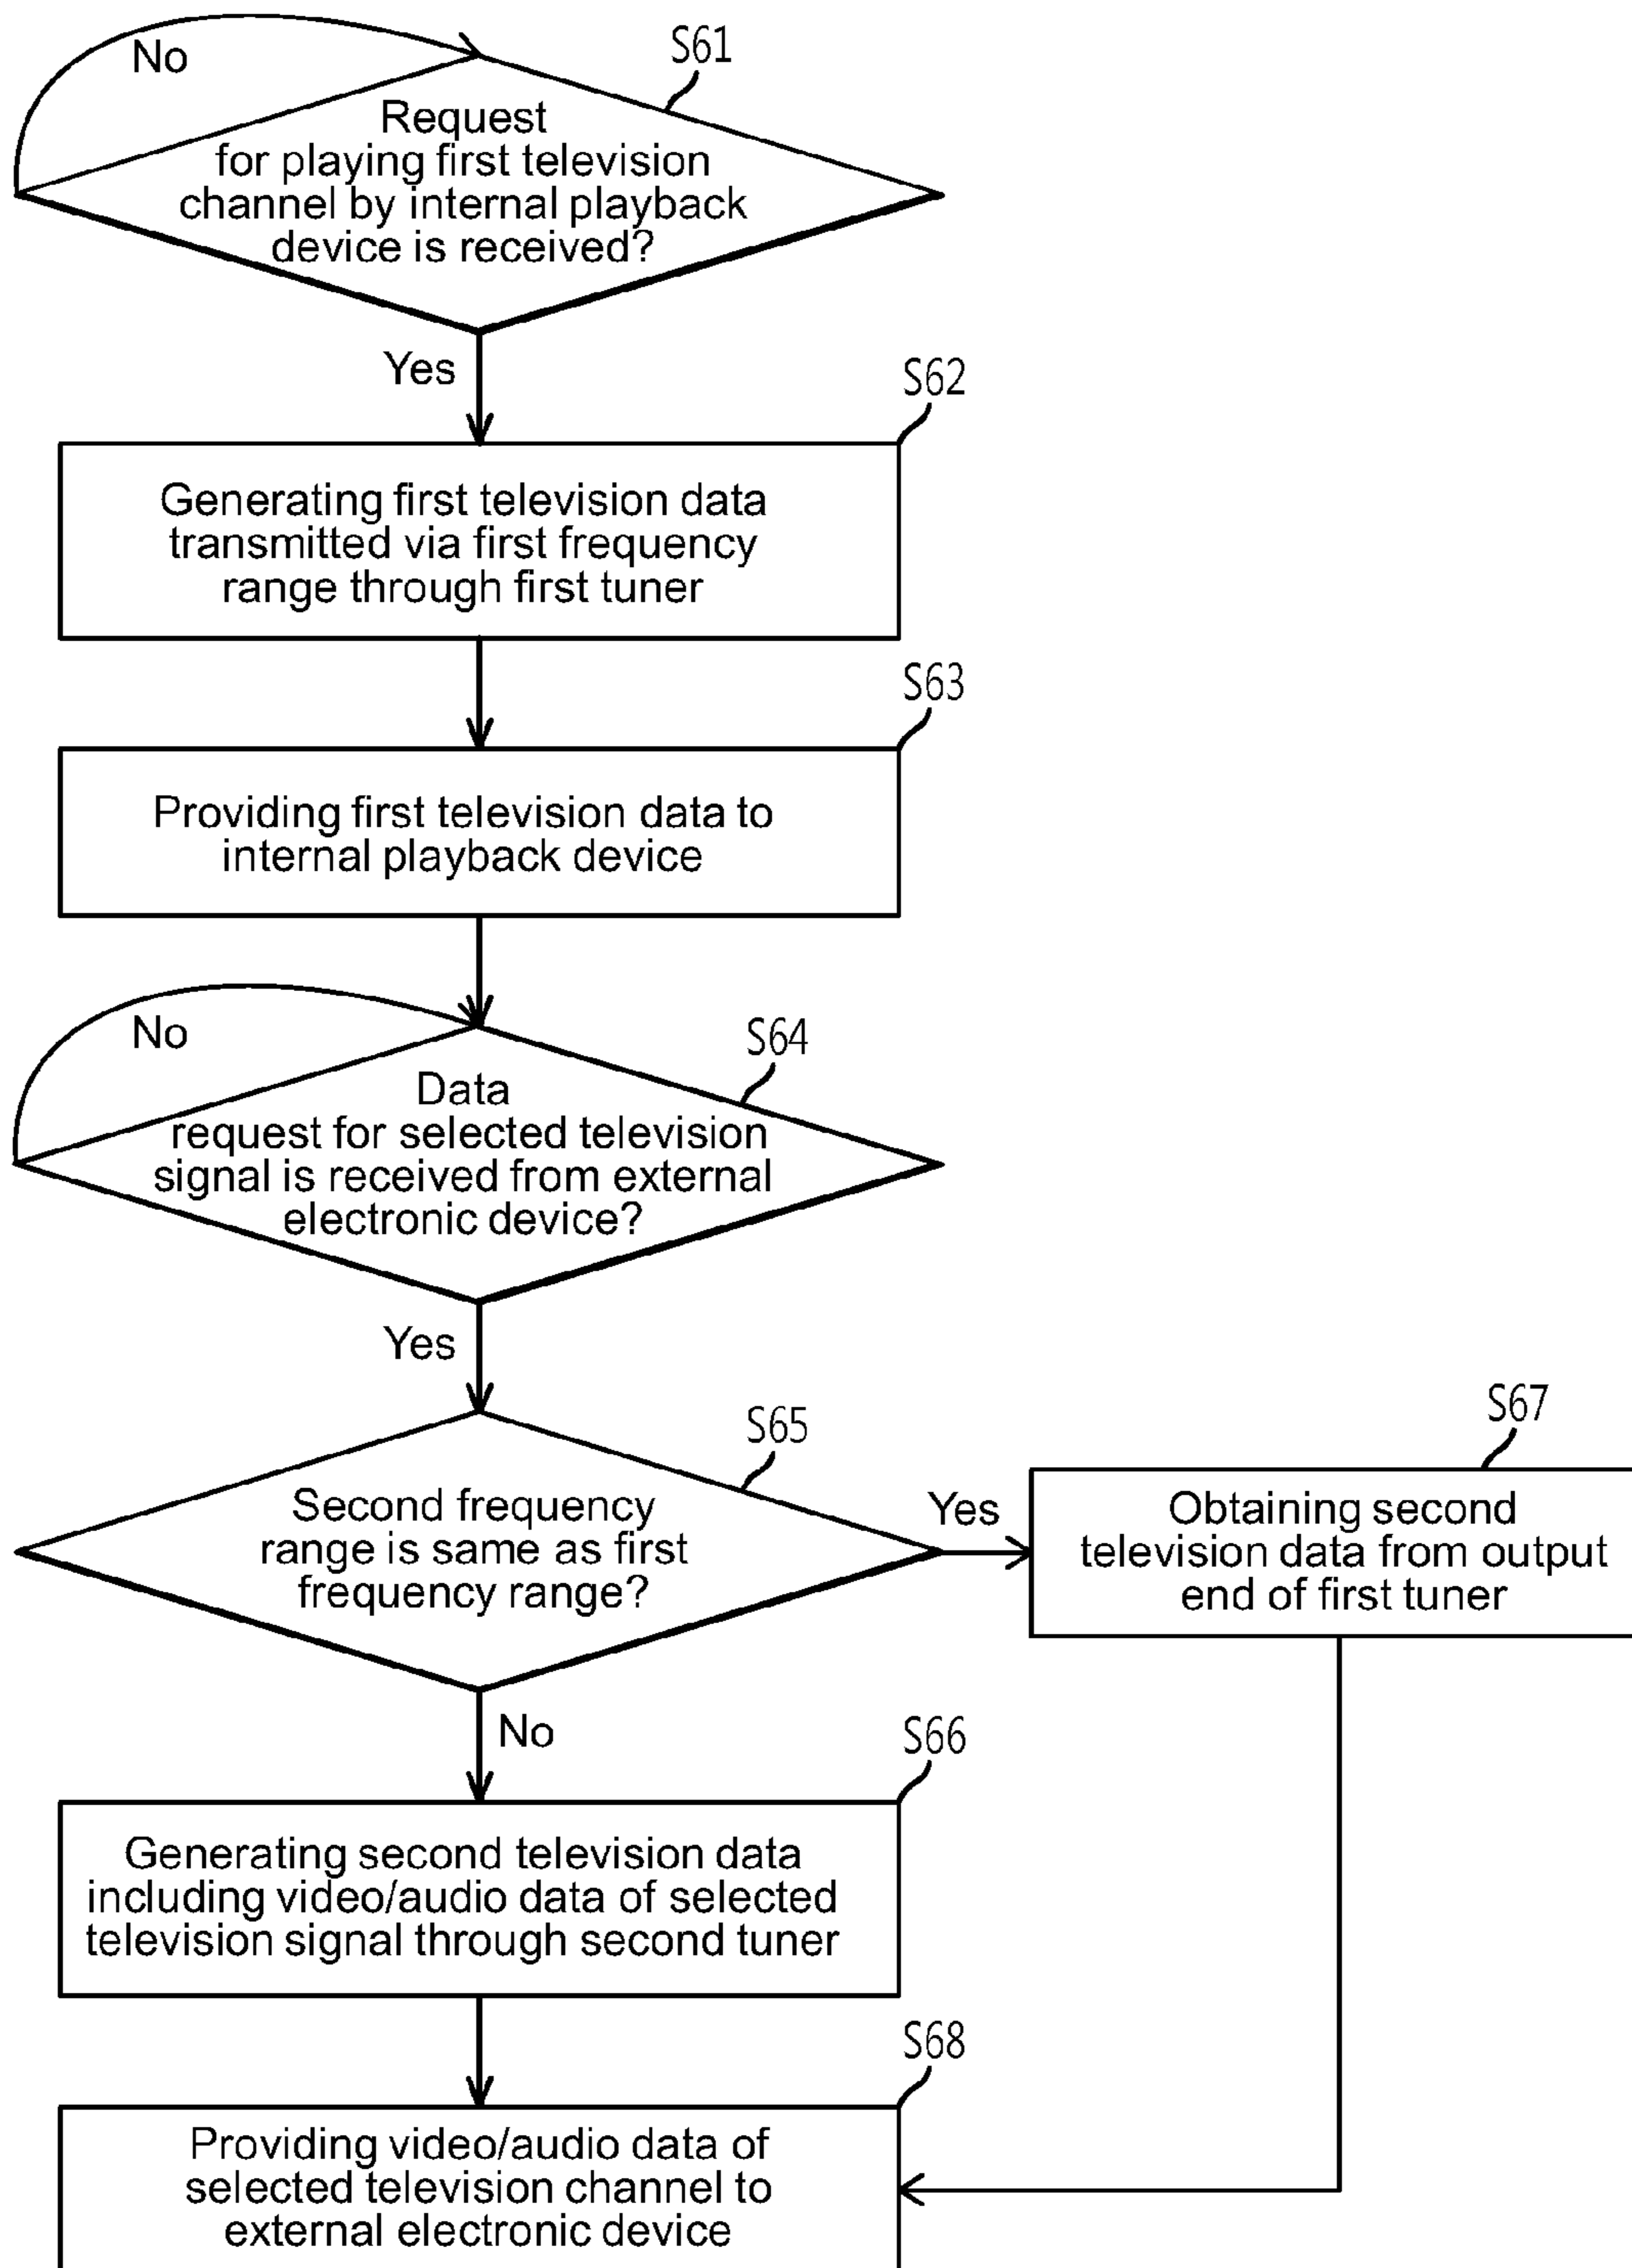 No
S61
Request
for playing first television
channel by internal playback
device is received?
Yes
S62
Generating first television data
transmitted via first frequency
range through first tuner
S63
Providing first television data to
internal playback device
No
S64
Data
request for selected television
signal is received from external
electronic device?
Yes
S65
Second frequency
range is same as first
frequency range?
Yes
S67
Obtaining second
television data from output
end of first tuner
No
S66
Generating second television data
including video/audio data of selected
television signal through second tuner
S68
Providing video/audio data of
selected television channel to
external electronic device